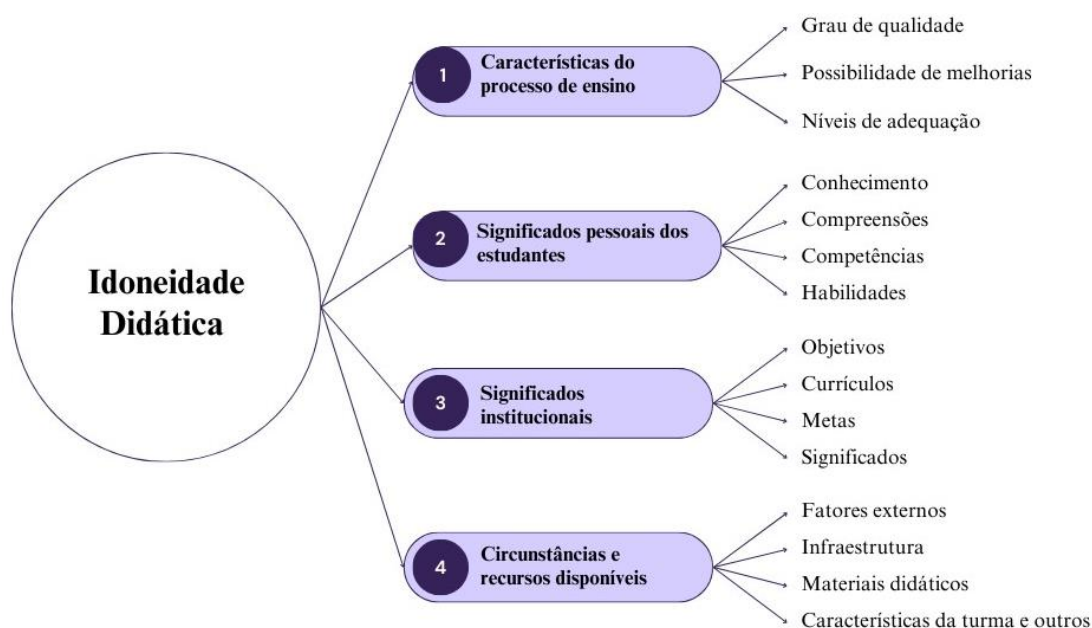 Idoneidade
Didática
1
Características do
processo de ensino
Grau de qualidade
Possibilidade de melhorias
Níveis de adequação
2
Significados pessoais dos
estudantes
Conhecimento
Compreensões
Competências
Habilidades
3
Significados
institucionais
Objetivos
Currículos
Metas
Significados
4
Circunstâncias e
recursos disponíveis
Fatores externos
Infraestrutura
Materiais didáticos
Características da turma e outros